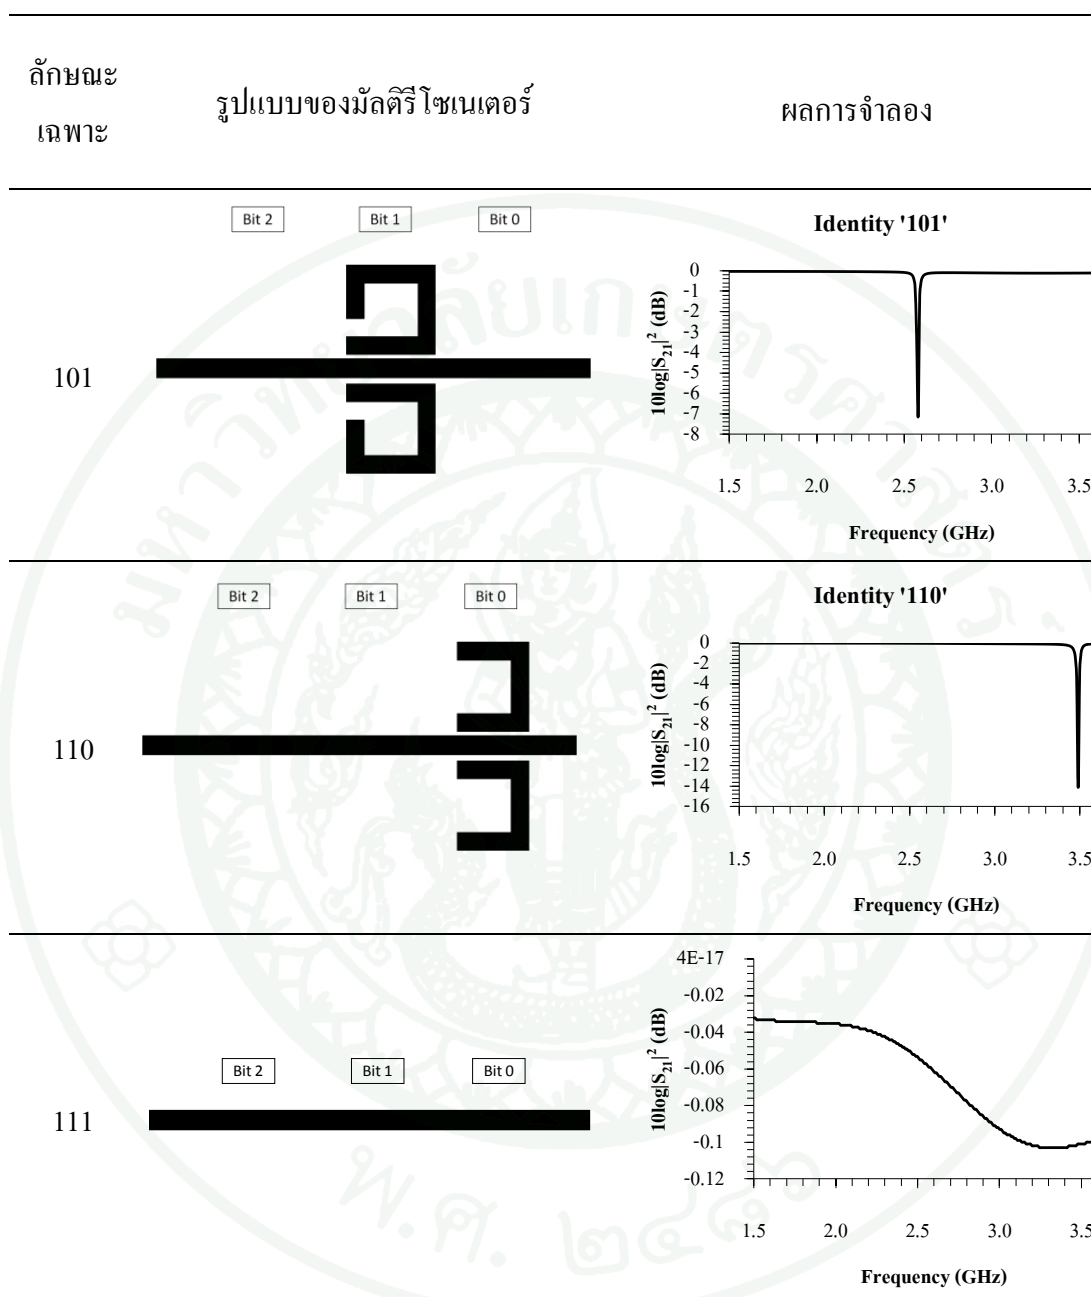 ลักษณะ
เฉพาะ
รูปแบบของมัลติรีโซเนเตอร์
ผลการจำลอง
101
Bit 2 Bit 1 Bit 0
Identity '101'
10log|S21|² (dB)
0
-1
-2
-3
-4
-5
-6
-7
-8
1.5 2.0 2.5 3.0 3.5
Frequency (GHz)
110
Bit 2 Bit 1 Bit 0
Identity '110'
10log|S21|² (dB)
0
-2
-4
-6
-8
-10
-12
-14
-16
1.5 2.0 2.5 3.0 3.5
Frequency (GHz)
111
Bit 2 Bit 1 Bit 0
10log|S21|² (dB)
4E-17
-0.02
-0.04
-0.06
-0.08
-0.1
-0.12
1.5 2.0 2.5 3.0 3.5
Frequency (GHz)
พ.ศ. ๒๔๘๖